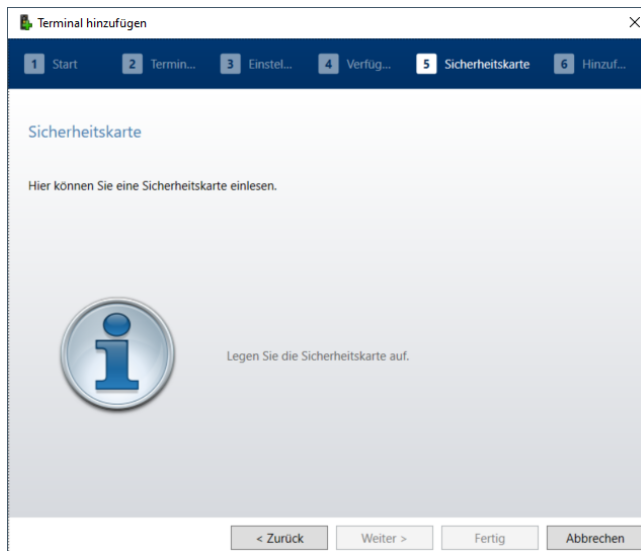 Terminal hinzufügen
1 Start 2 Termin... 3 Einstel... 4 Verfüg... 5 Sicherheitskarte 6 Hinzuf...
Sicherheitskarte
Hier können Sie eine Sicherheitskarte einlesen.
Legen Sie die Sicherheitskarte auf.
< Zurück Weiter > Fertig Abbrechen